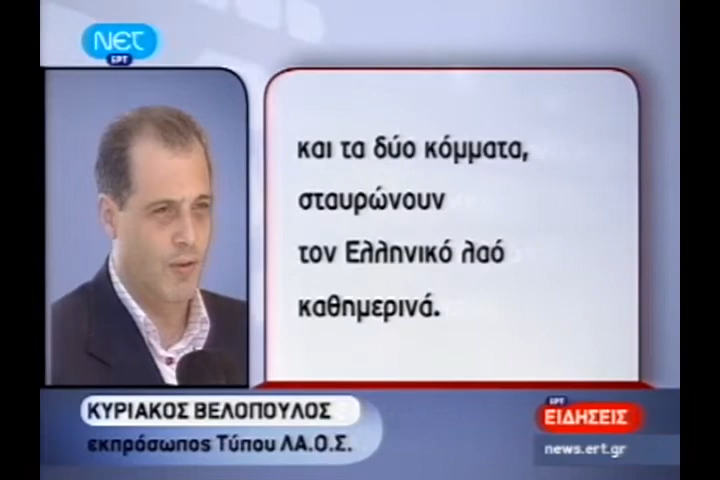 NET
ΕΡΤ
και τα δύο κόμματα,
σταυρώνουν
τον Ελληνικό λαό
καθημερινά.
ΚΥΡΙΑΚΟΣ ΒΕΛΟΠΟΥΛΟΣ
εκπρόσωπος Τύπου ΛΑ.Ο.Σ.
ΕΡΤ
ΕΙΔΗΣΕΙΣ
news.ert.gr